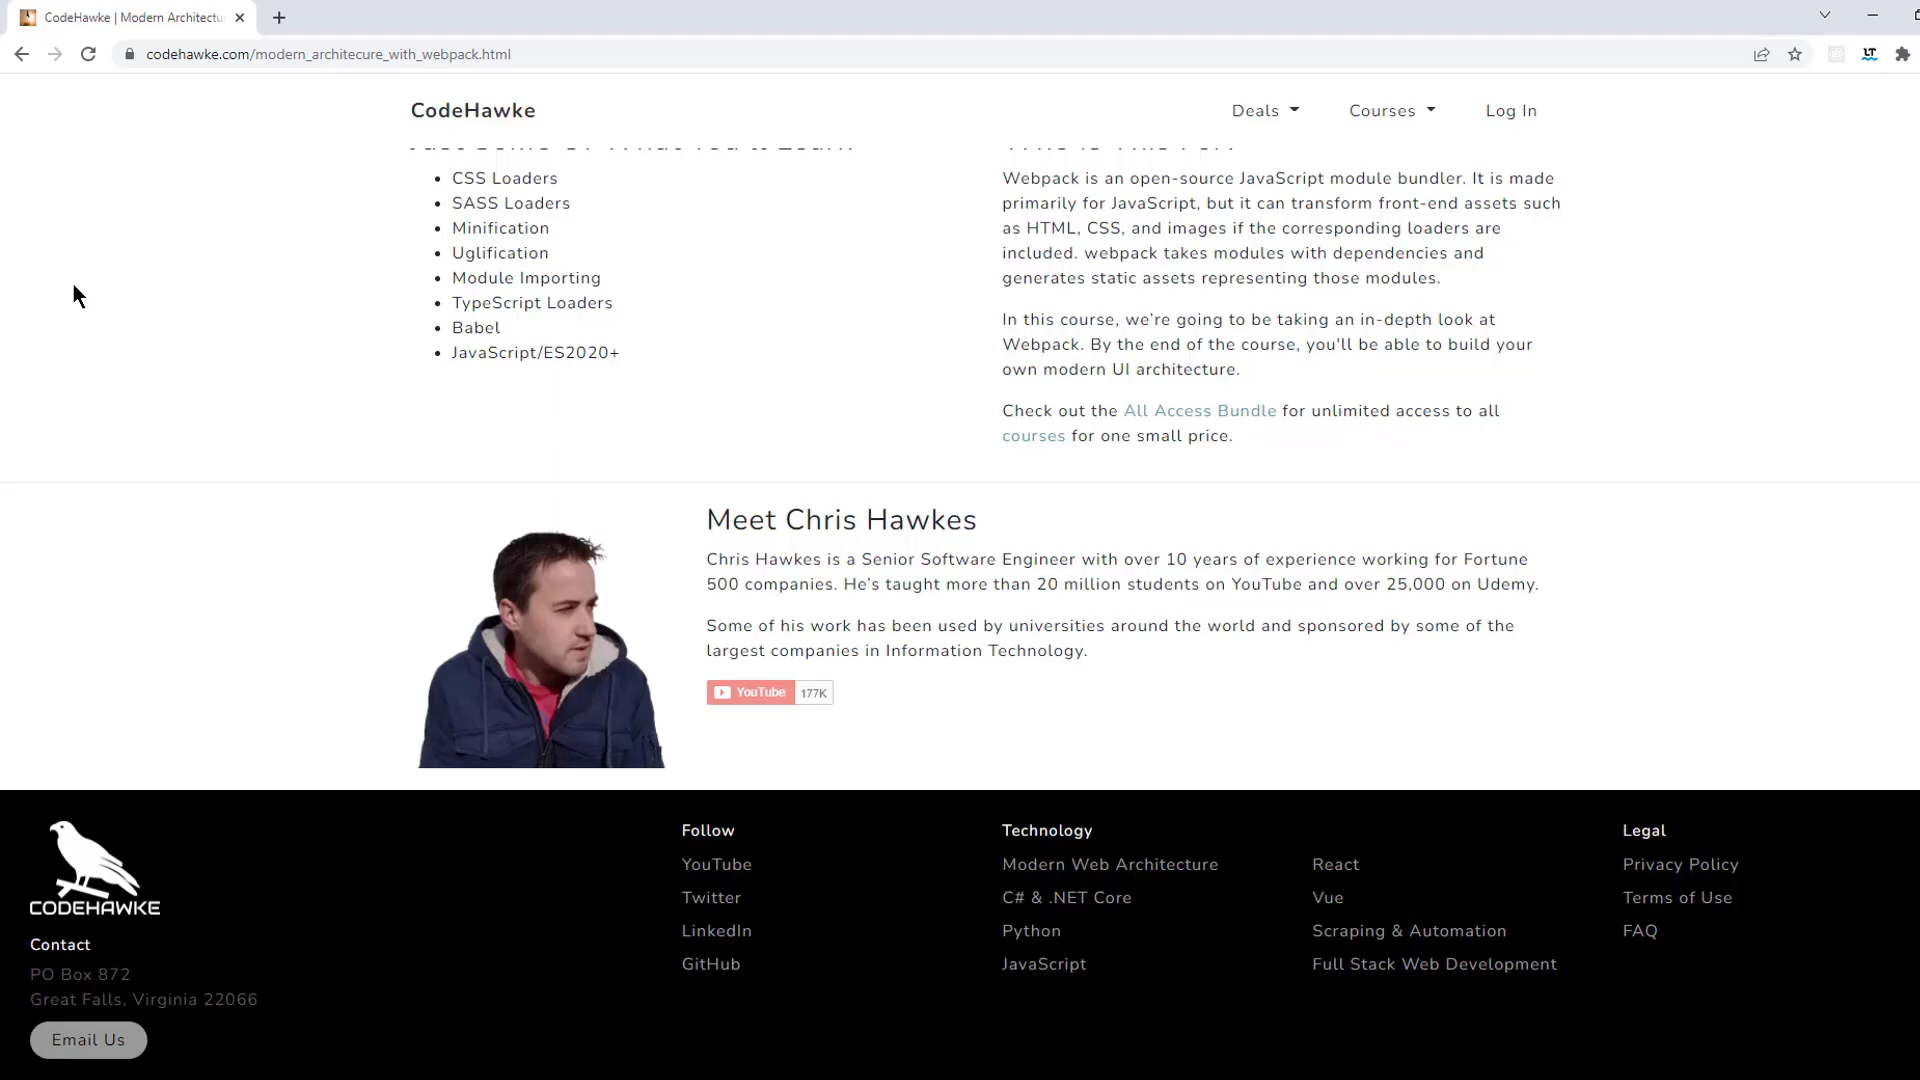 CodeHawke | Modern Architectu
codehawke.com/modern_architecure_with_webpack.html
LT
CodeHawke
Deals
Courses
Log In
CSS Loaders
SASS Loaders
Minification
Uglification
Module Importing
TypeScript Loaders
Babel
JavaScript/ES2020+
Webpack is an open-source JavaScript module bundler. It is made
primarily for JavaScript, but it can transform front-end assets such
as HTML, CSS, and images if the corresponding loaders are
included. webpack takes modules with dependencies and
generates static assets representing those modules.
In this course, we're going to be taking an in-depth look at
Webpack. By the end of the course, you'll be able to build your
own modern UI architecture.
Check out the All Access Bundle for unlimited access to all
courses for one small price.
Meet Chris Hawkes
Chris Hawkes is a Senior Software Engineer with over 10 years of experience working for Fortune
500 companies. He's taught more than 20 million students on YouTube and over 25,000 on Udemy.
Some of his work has been used by universities around the world and sponsored by some of the
largest companies in Information Technology.
YouTube 177K
CODEHAWKE
Contact
PO Box 872
Great Falls, Virginia 22066
Email Us
Follow
YouTube
Twitter
LinkedIn
GitHub
Technology
Modern Web Architecture
C# & .NET Core
Python
JavaScript
React
Vue
Scraping & Automation
Full Stack Web Development
Legal
Privacy Policy
Terms of Use
FAQ